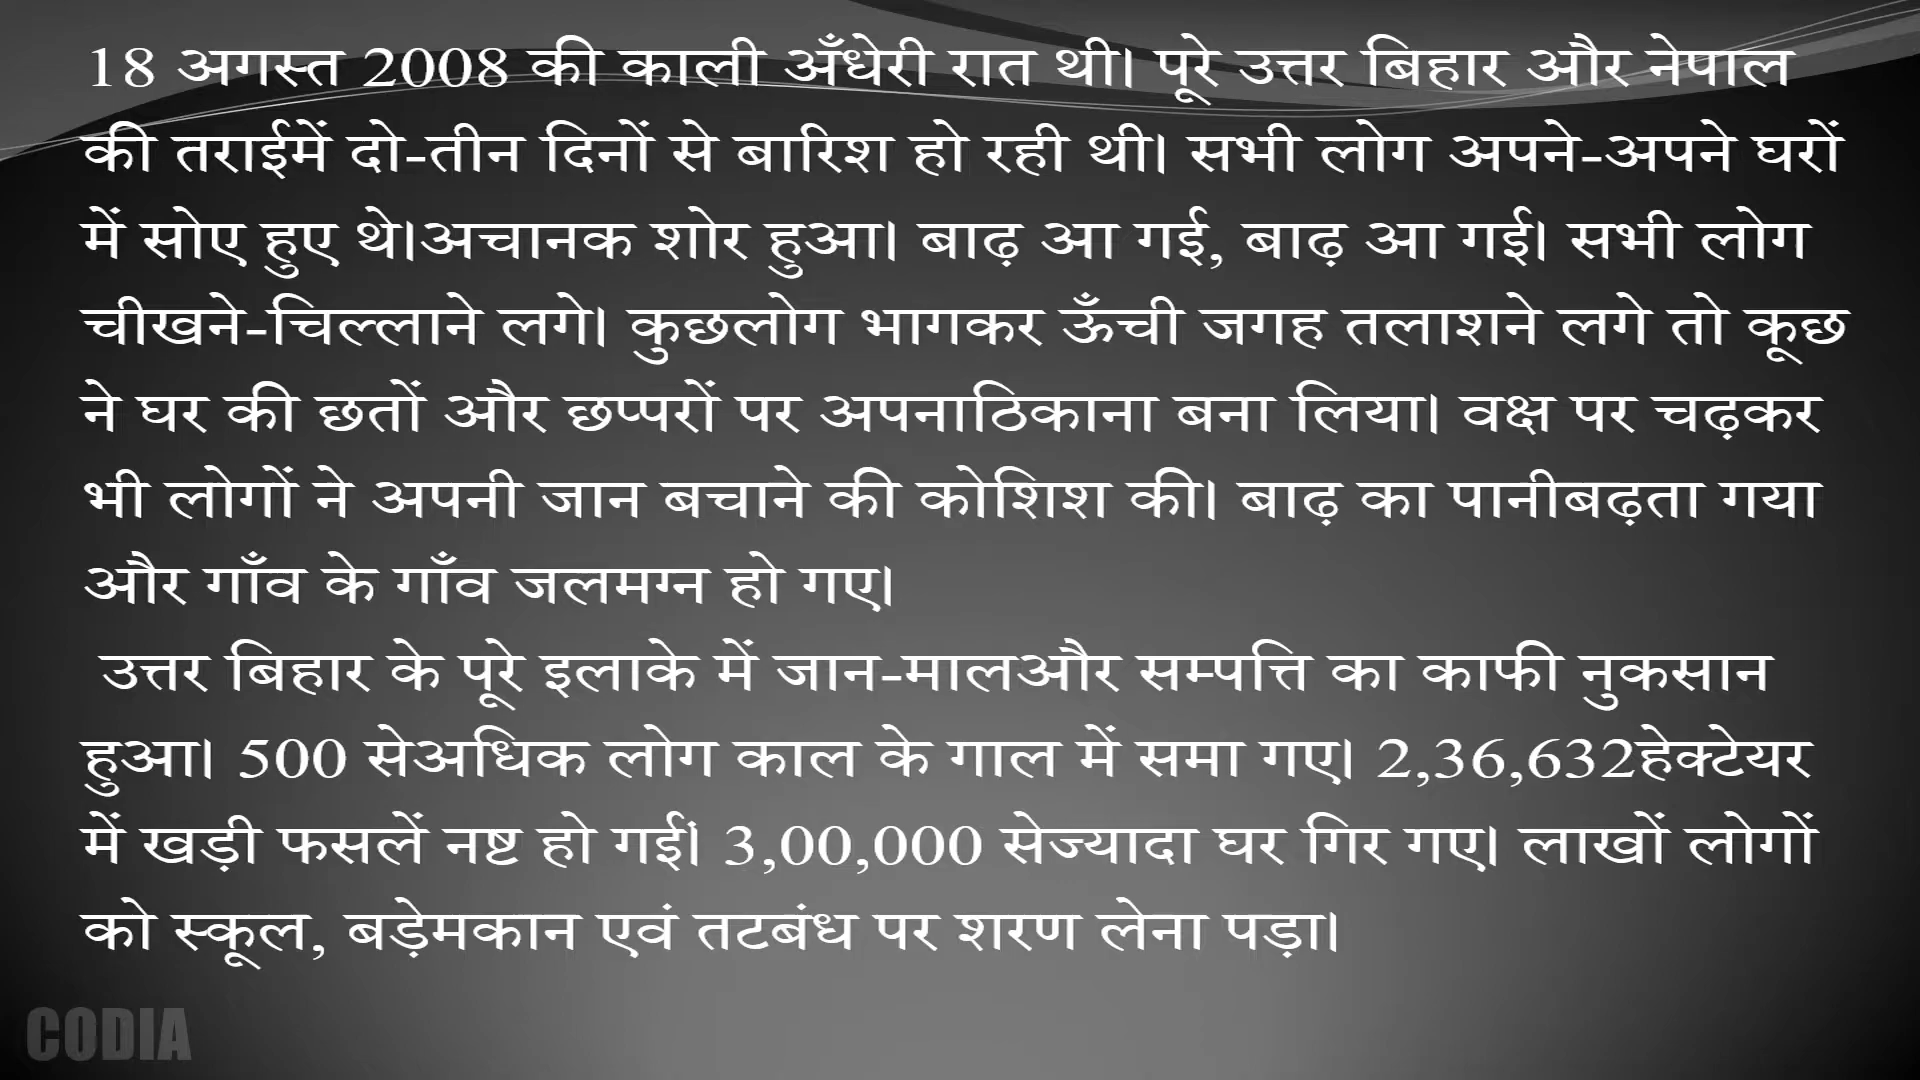 18 अगस्त 2008 की काली अँधेरी रात थी। पूरे उत्तर बिहार और नेपाल
की तराईमें दो-तीन दिनों से बारिश हो रही थी। सभी लोग अपने-अपने घरों
में सोए हुए थे।अचानक शोर हुआ। बाढ़ आ गई, बाढ़ आ गई। सभी लोग
चीखने-चिल्लाने लगे। कुछलोग भागकर ऊँची जगह तलाशने लगे तो कूछ
ने घर की छतों और छप्परों पर अपनाठिकाना बना लिया। वक्ष पर चढ़कर
भी लोगों ने अपनी जान बचाने की कोशिश की। बाढ़ का पानीबढ़ता गया
और गाँव के गाँव जलमग्न हो गए।
उत्तर बिहार के पूरे इलाके में जान-मालऔर सम्पत्ति का काफी नुकसान
हुआ। 500 सेअधिक लोग काल के गाल में समा गए। 2,36,632हेक्टेयर
में खड़ी फसलें नष्ट हो गईं। 3,00,000 सेज्यादा घर गिर गए। लाखों लोगों
को स्कूल, बड़ेमकान एवं तटबंध पर शरण लेना पड़ा।
CODIA